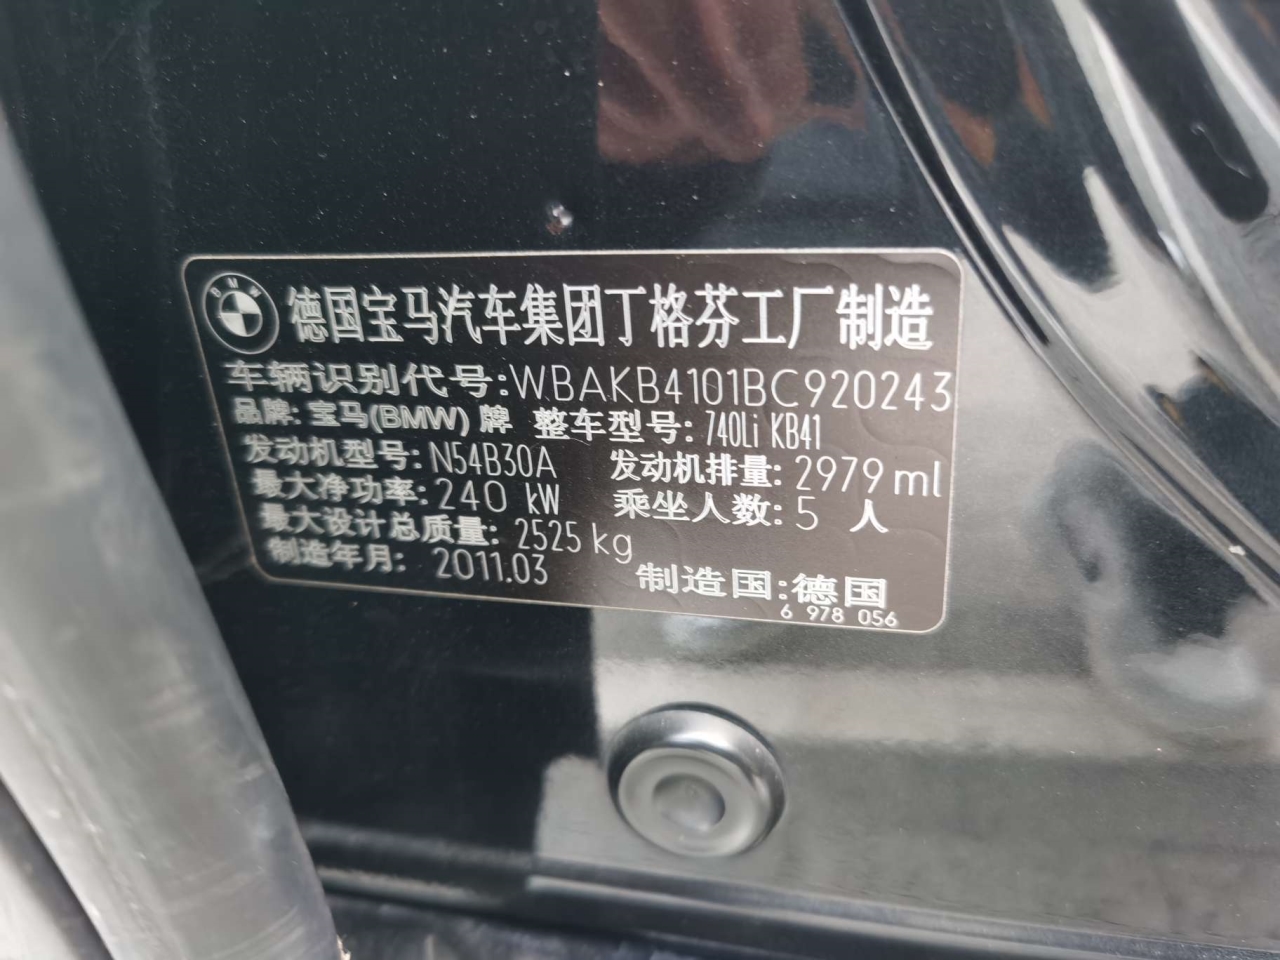 BMW
德国宝马汽车集团丁格芬工厂制造
车辆识别代号:WBAKB4101BC920243
品牌: 宝马(BMW) 牌 整车型号: 740Li KB41
发动机型号: N54B30A 发动机排量: 2979 ml
最大净功率: 240 kW 乘坐人数: 5 人
最大设计总质量: 2525 kg
制造年月: 2011.03 制造国:德国
6 978 056